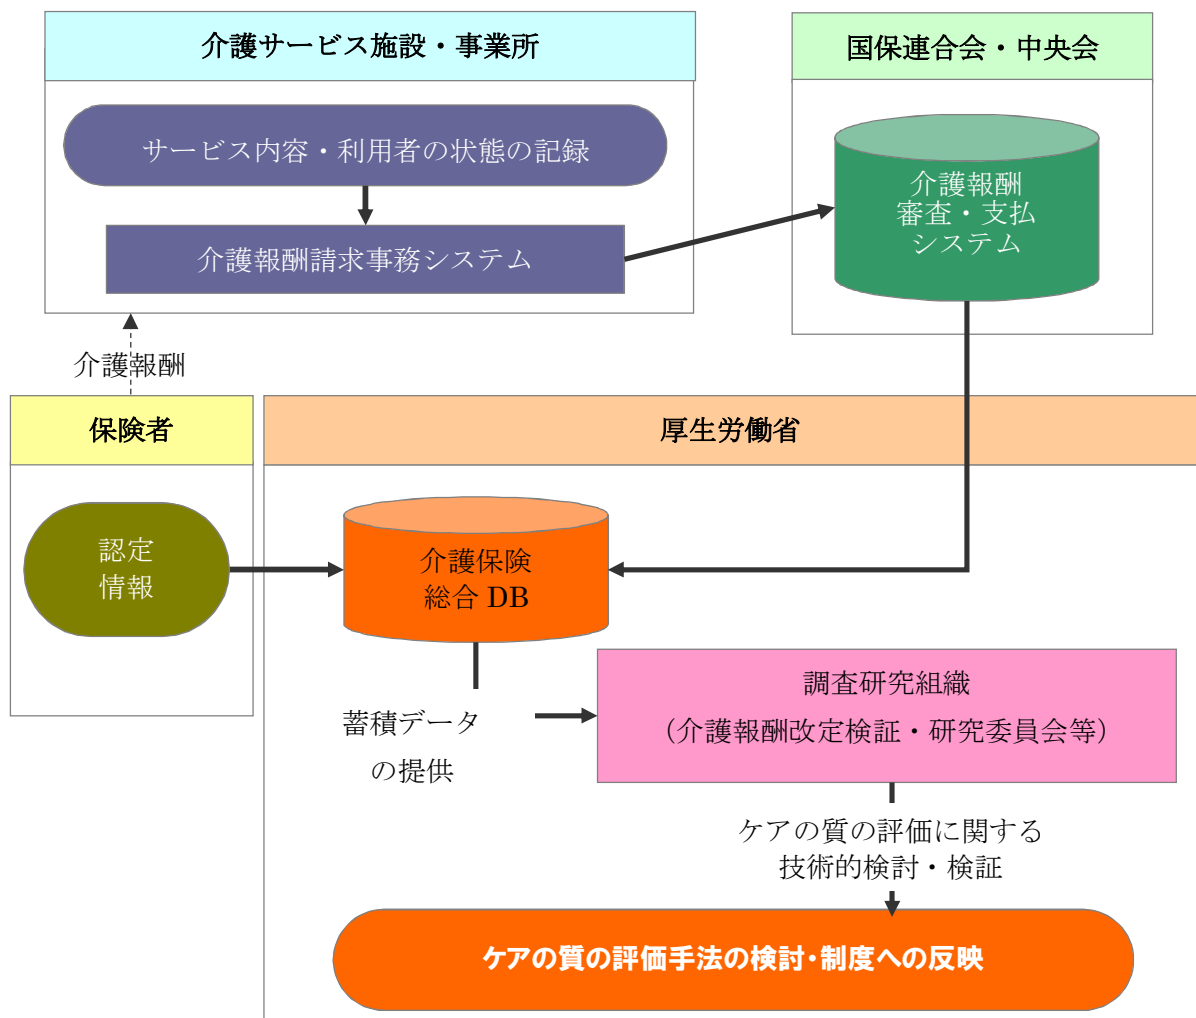 介護サービス施設・事業所
国保連合会・中央会
サービス内容・利用者の状態の記録
介護報酬請求事務システム
介護報酬
審査・支払
システム
介護報酬
保険者
厚生労働省
認定
情報
介護保険
総合 DB
蓄積データ
の提供
調査研究組織
（介護報酬改定検証・研究委員会等）
ケアの質の評価に関する
技術的検討・検証
ケアの質の評価手法の検討・制度への反映